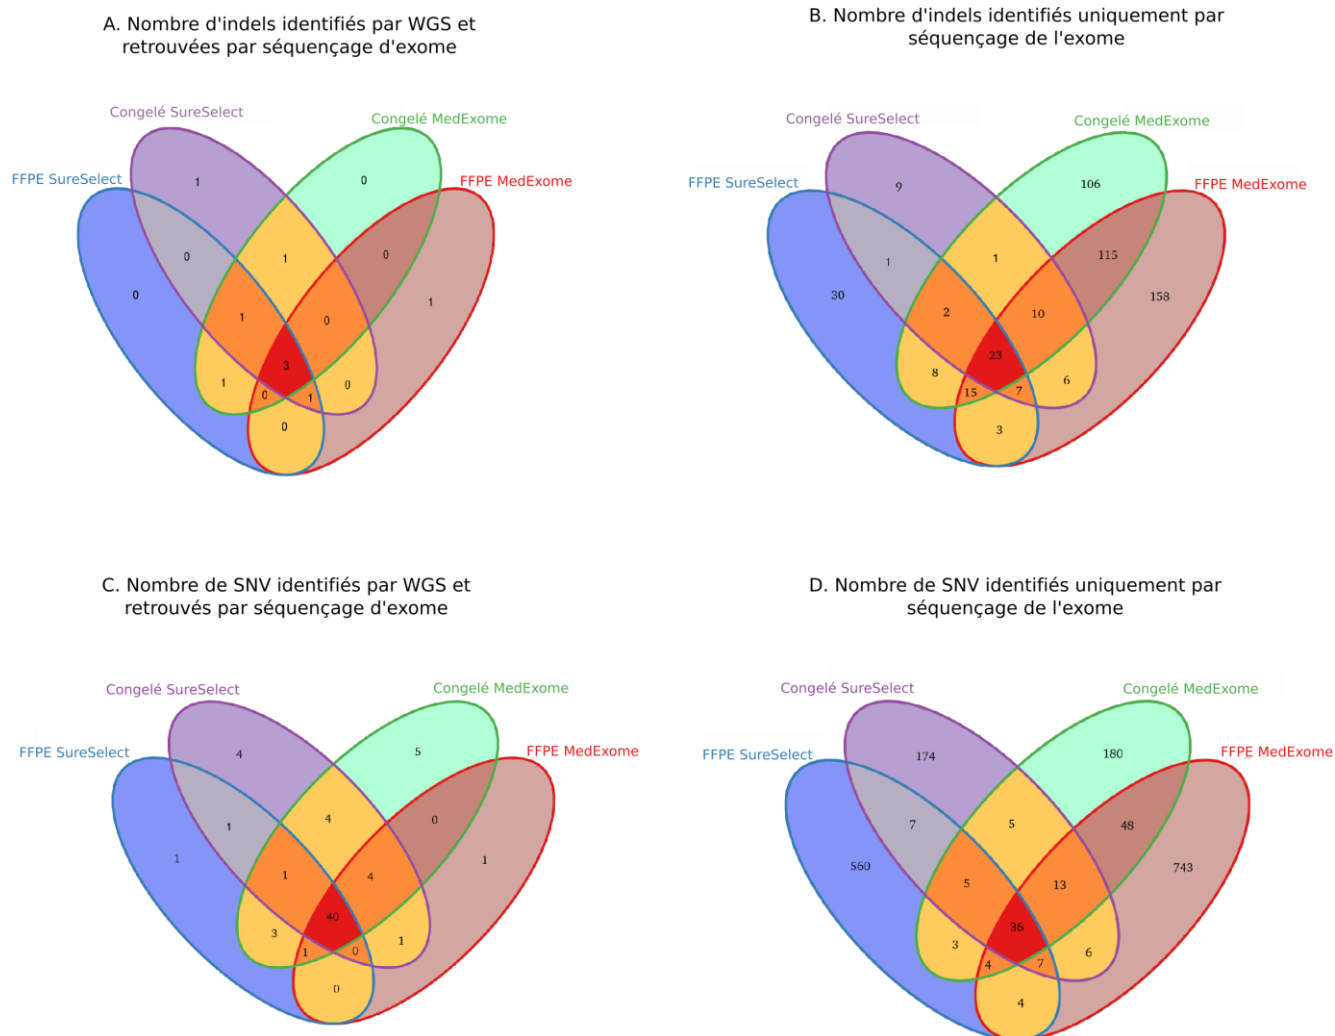 A. Nombre d'indels identifiés par WGS et
retrouvées par séquençage d'exome
Congelé SureSelect
Congelé MedExome
FFPE SureSelect
FFPE MedExome
1
0
0
1
0
0
1
1
0
3
1
0
0
1
0
B. Nombre d'indels identifiés uniquement par
séquençage de l'exome
Congelé SureSelect
Congelé MedExome
FFPE SureSelect
FFPE MedExome
9
106
1
1
115
30
158
2
10
23
8
6
15
7
3
C. Nombre de SNV identifiés par WGS et
retrouvés par séquençage d'exome
Congelé SureSelect
Congelé MedExome
FFPE SureSelect
FFPE MedExome
4
5
1
4
0
1
1
1
4
40
3
1
1
0
0
D. Nombre de SNV identifiés uniquement par
séquençage de l'exome
Congelé SureSelect
Congelé MedExome
FFPE SureSelect
FFPE MedExome
174
180
7
5
48
560
743
5
13
36
3
6
4
7
4